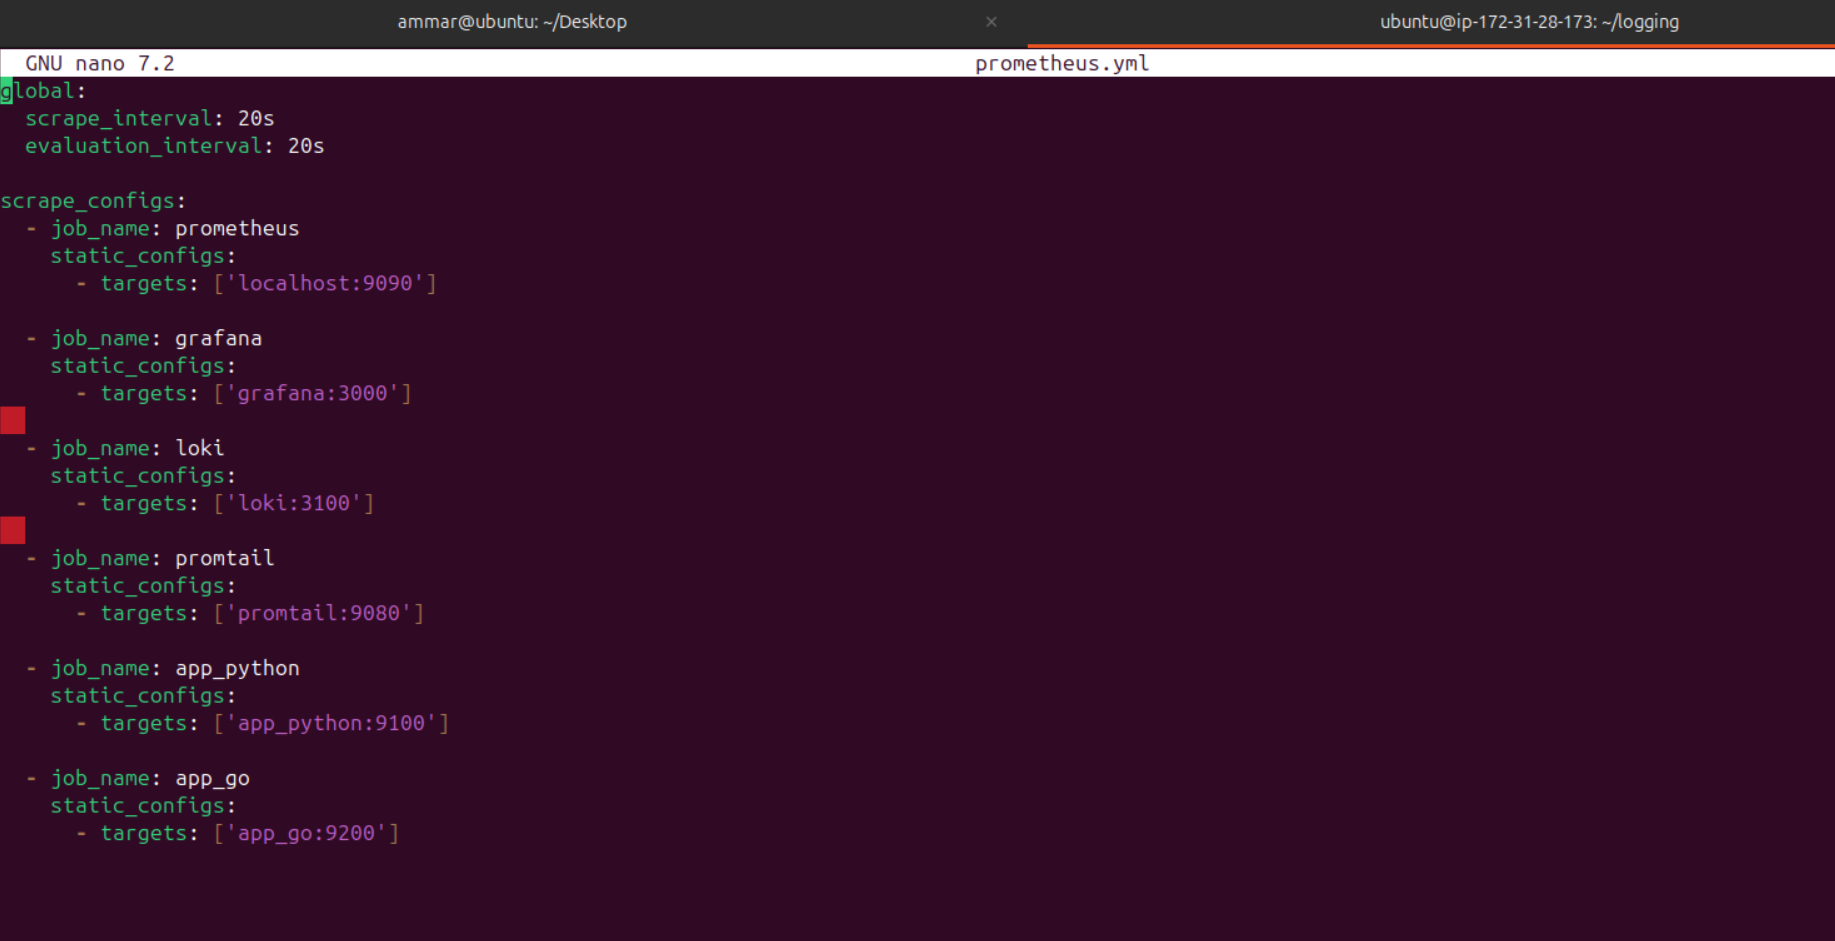 ammar@ubuntu: ~/Desktop × ubuntu@ip-172-31-28-173: ~/logging
GNU nano 7.2 prometheus.yml
global:
  scrape_interval: 20s
  evaluation_interval: 20s

scrape_configs:
  - job_name: prometheus
    static_configs:
      - targets: ['localhost:9090']

  - job_name: grafana
    static_configs:
      - targets: ['grafana:3000']

  - job_name: loki
    static_configs:
      - targets: ['loki:3100']

  - job_name: promtail
    static_configs:
      - targets: ['promtail:9080']

  - job_name: app_python
    static_configs:
      - targets: ['app_python:9100']

  - job_name: app_go
    static_configs:
      - targets: ['app_go:9200']